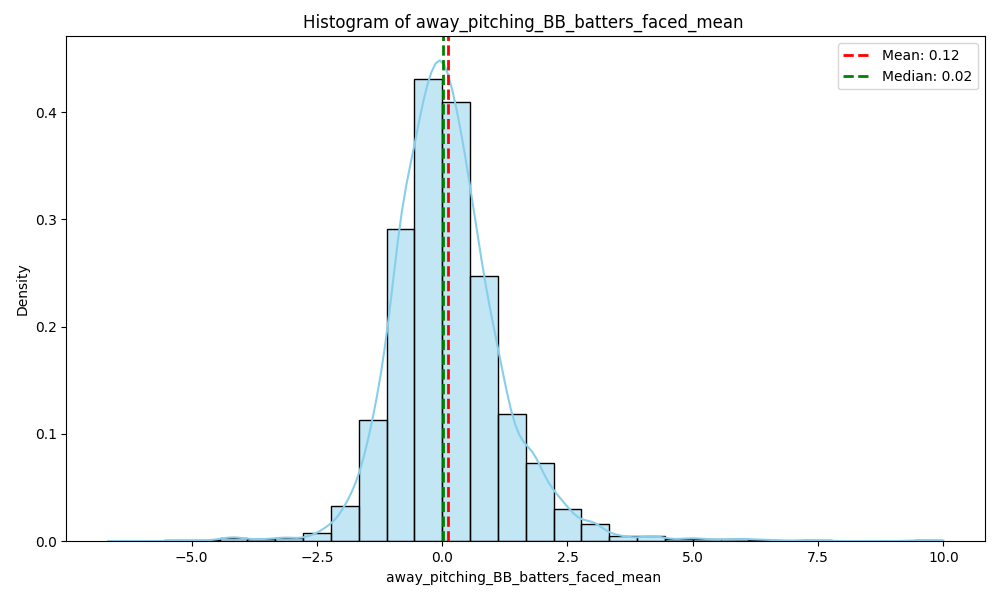 Histogram of away_pitching_BB_batters_faced_mean
Mean: 0.12
Median: 0.02
Density
0.4
0.3
0.2
0.1
0.0
−5.0 −2.5 0.0 2.5 5.0 7.5 10.0
away_pitching_BB_batters_faced_mean